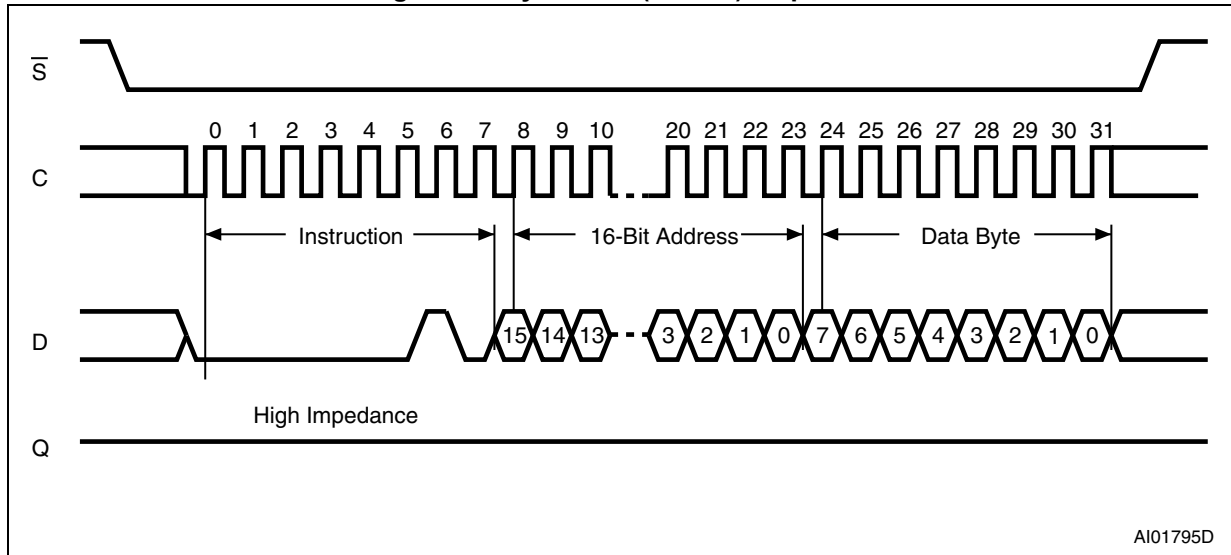 S̅
0 1 2 3 4 5 6 7 8 9 10 20 21 22 23 24 25 26 27 28 29 30 31
C
Instruction 16-Bit Address Data Byte
D 15 14 13 3 2 1 0 7 6 5 4 3 2 1 0
High Impedance
Q
AI01795D